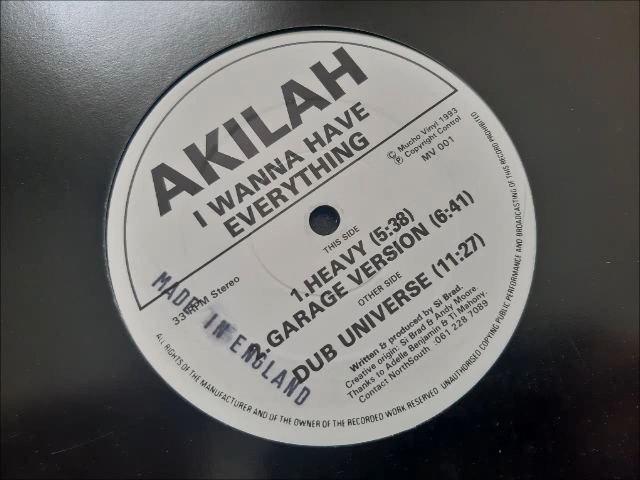 AKILAH
I WANNA HAVE
EVERYTHING
© Mucho Vinyl 1993
℗ Copyright Control
MV 001
THIS SIDE
1.HEAVY (5:38)
2. GARAGE VERSION (6:41)
OTHER SIDE
DUB UNIVERSE (11:27)
33RPM Stereo
MADE IN ENGLAND
Written & produced by Si Brad.
Creative origin: Si Brad & Andy Moore.
Thanks to Adelle Benjamin & Ti Mahony.
Contact NorthSouth :061 228 7089
ALL RIGHTS OF THE MANUFACTURER AND OF THE OWNER OF THE RECORDED WORK RESERVED UNAUTHORISED COPYING PUBLIC PERFORMANCE AND BROADCASTING OF THIS RECORD PROHIBITED